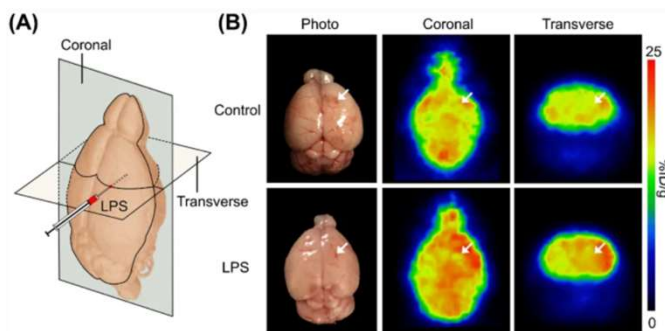 (A)
Coronal
LPS
Transverse
(B)
Photo
Coronal
Transverse
Control
LPS
25
%ID/g
0